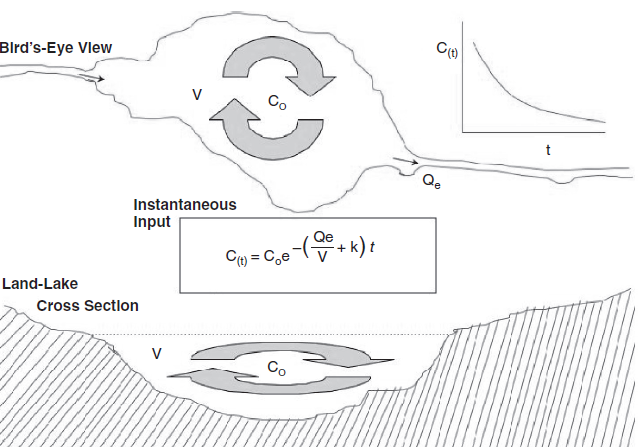 Bird's-Eye View
C(t)
V
Co
t
Qe
Instantaneous
Input
C(t) = Coe -(Qe/V + k) t
Land-Lake
Cross Section
V
Co